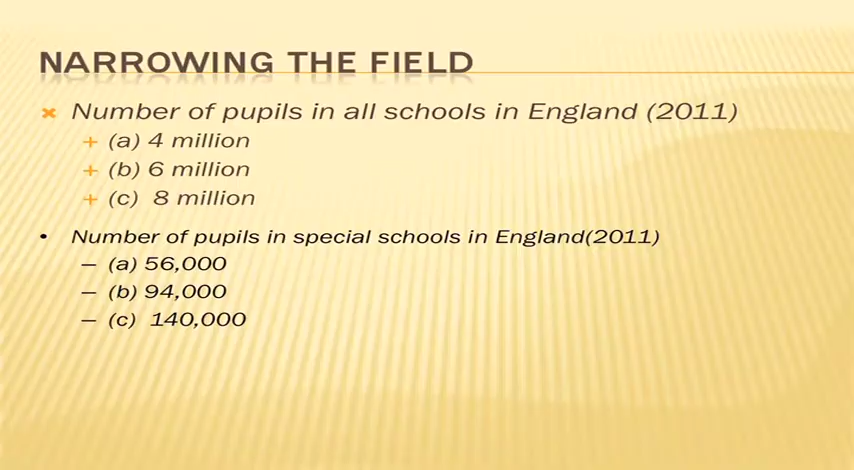 NARROWING THE FIELD
× Number of pupils in all schools in England (2011)
+ (a) 4 million
+ (b) 6 million
+ (c) 8 million
• Number of pupils in special schools in England(2011)
– (a) 56,000
– (b) 94,000
– (c) 140,000